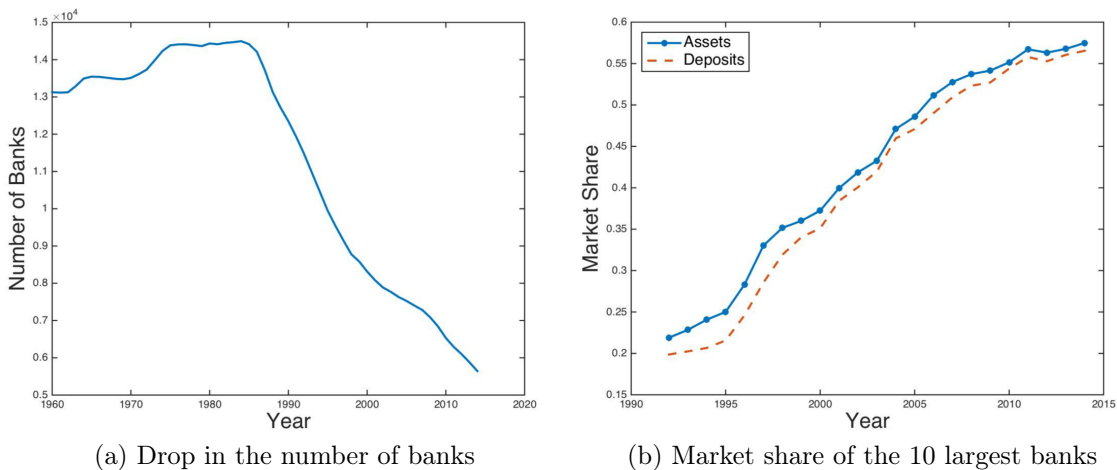 ×10⁴
1.5
1.4
1.3
1.2
1.1
1
0.9
0.8
0.7
0.6
0.5
1960 1970 1980 1990 2000 2010 2020
Number of Banks
Year
(a) Drop in the number of banks
0.6
0.55
0.5
0.45
0.4
0.35
0.3
0.25
0.2
0.15
1990 1995 2000 2005 2010 2015
Assets
Deposits
Market Share
Year
(b) Market share of the 10 largest banks